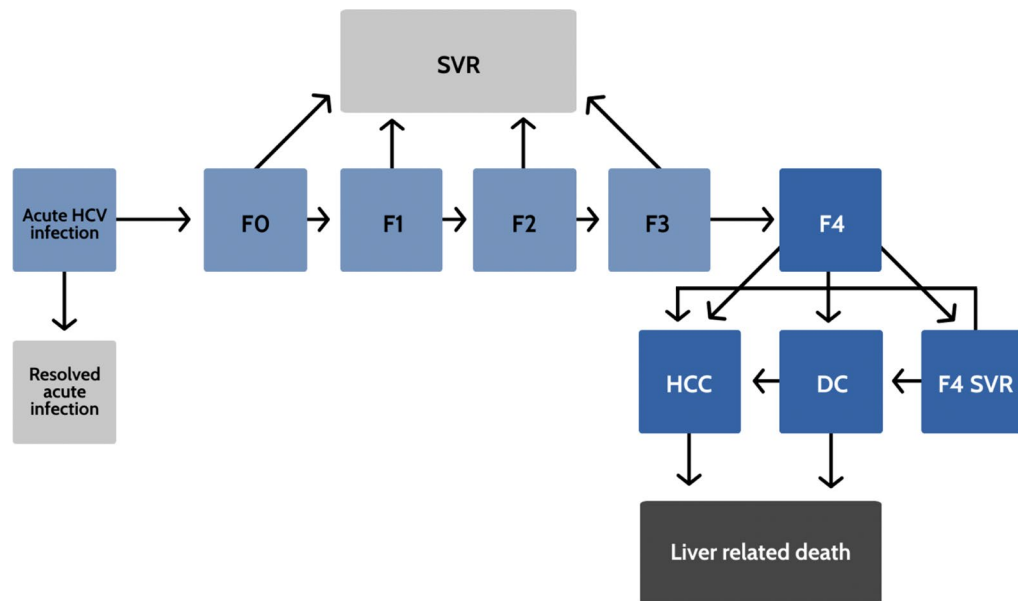 SVR
Acute HCV
infection
F0
F1
F2
F3
F4
Resolved
acute
infection
HCC
DC
F4 SVR
Liver related death